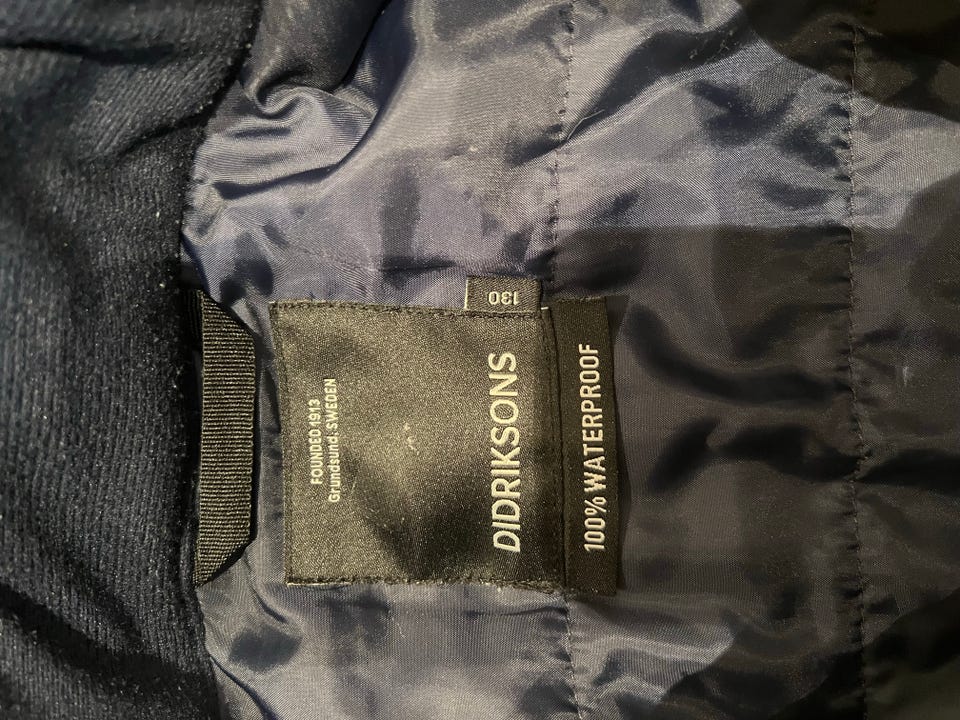 FOUNDED 1913
Grundsund. SWEDEN
DIDRIKSONS
130
100% WATERPROOF